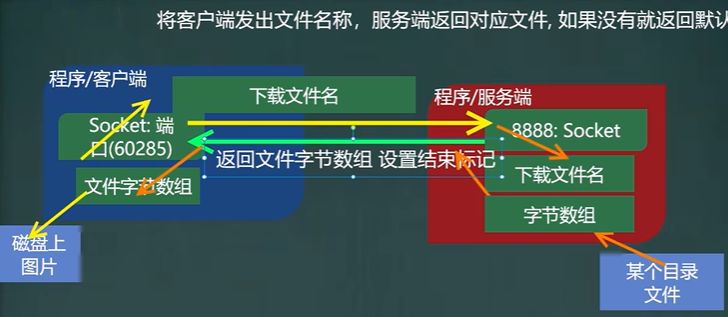 将客户端发出文件名称，服务端返回对应文件, 如果没有就返回默认
程序/客户端
下载文件名
程序/服务端
Socket: 端
口(60285)
8888: Socket
返回文件字节数组 设置结束标记
文件字节数组
下载文件名
字节数组
磁盘上
图片
某个目录
文件